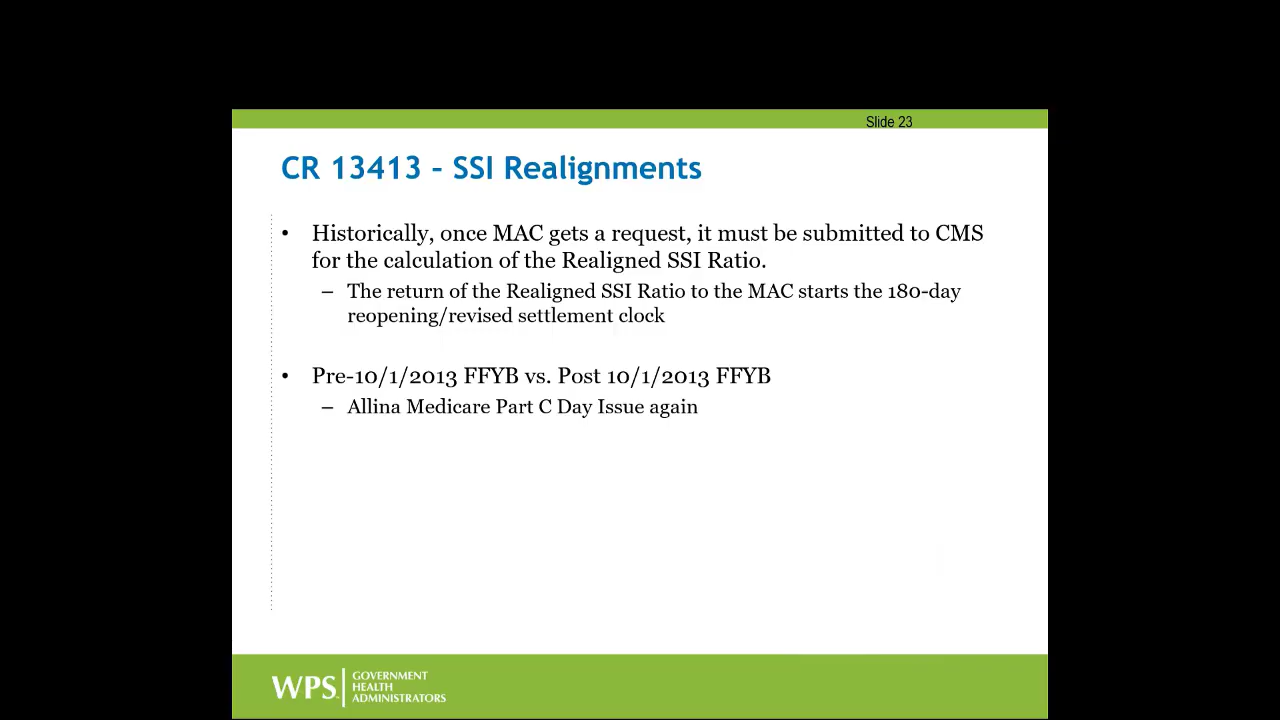 Slide 23
CR 13413 – SSI Realignments
• Historically, once MAC gets a request, it must be submitted to CMS
for the calculation of the Realigned SSI Ratio.
– The return of the Realigned SSI Ratio to the MAC starts the 180-day
reopening/revised settlement clock
• Pre-10/1/2013 FFYB vs. Post 10/1/2013 FFYB
– Allina Medicare Part C Day Issue again
WPS
GOVERNMENT
HEALTH
ADMINISTRATORS